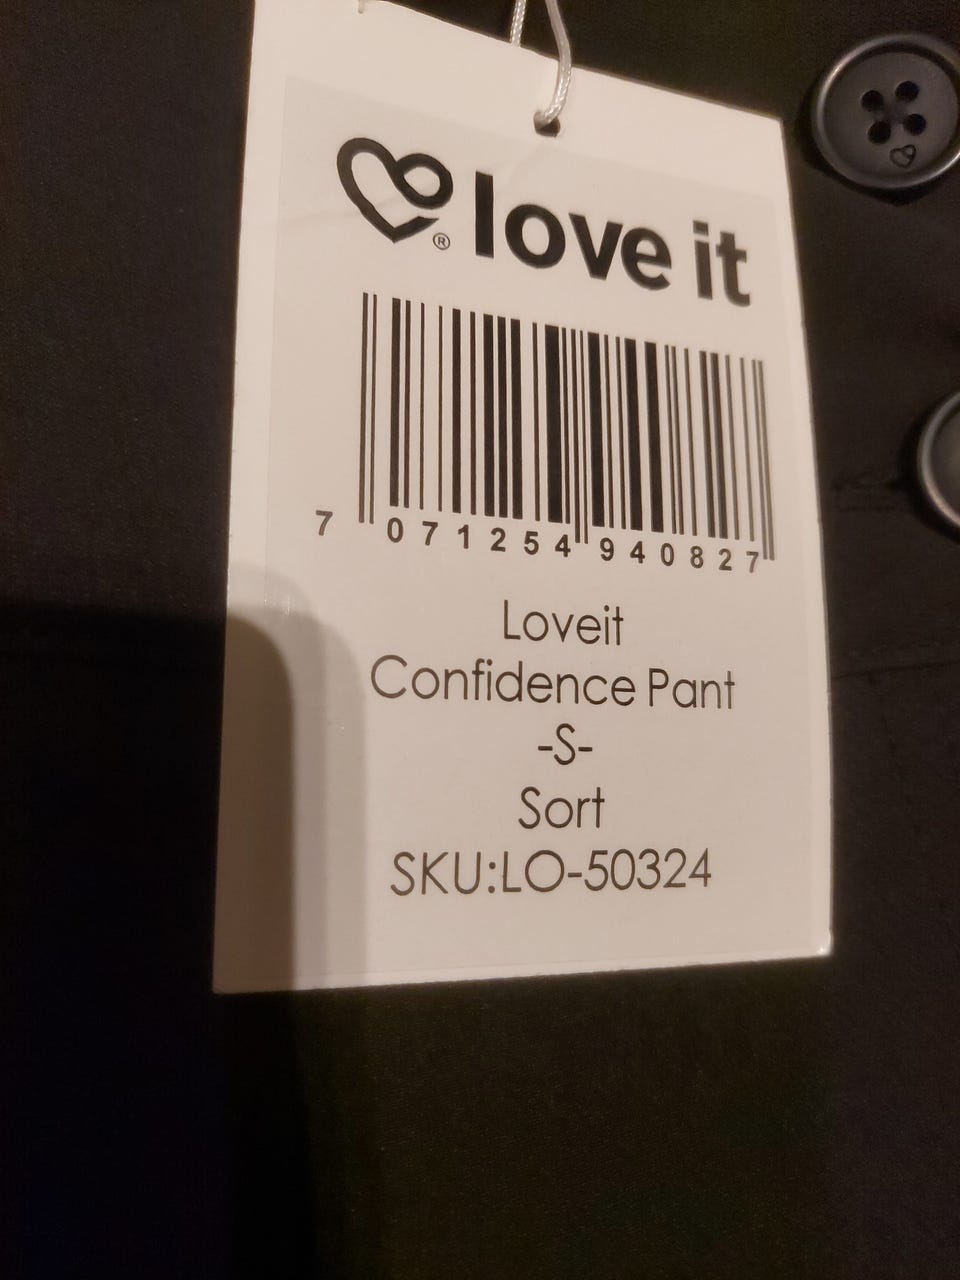 ® love it
7 071254 940827
Loveit
Confidence Pant
-S-
Sort
SKU:LO-50324